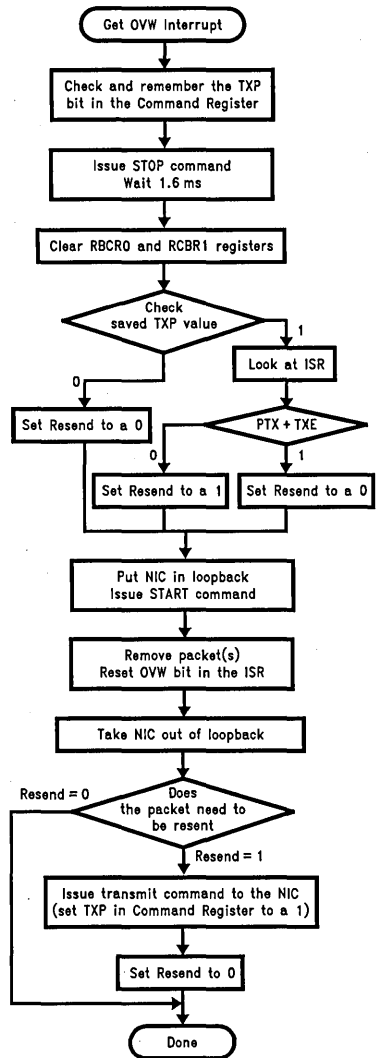 Get OVW Interrupt
Check and remember the TXP
bit in the Command Register
Issue STOP command
Wait 1.6 ms
Clear RBCR0 and RCBR1 registers
Check
saved TXP value
1
0
Look at ISR
Set Resend to a 0
PTX + TXE
0
1
Set Resend to a 1
Set Resend to a 0
Put NIC in loopback
Issue START command
Remove packet(s)
Reset OVW bit in the ISR
Take NIC out of loopback
Resend = 0
Does
the packet need to
be resent
Resend = 1
Issue transmit command to the NIC
(set TXP in Command Register to a 1)
Set Resend to 0
Done